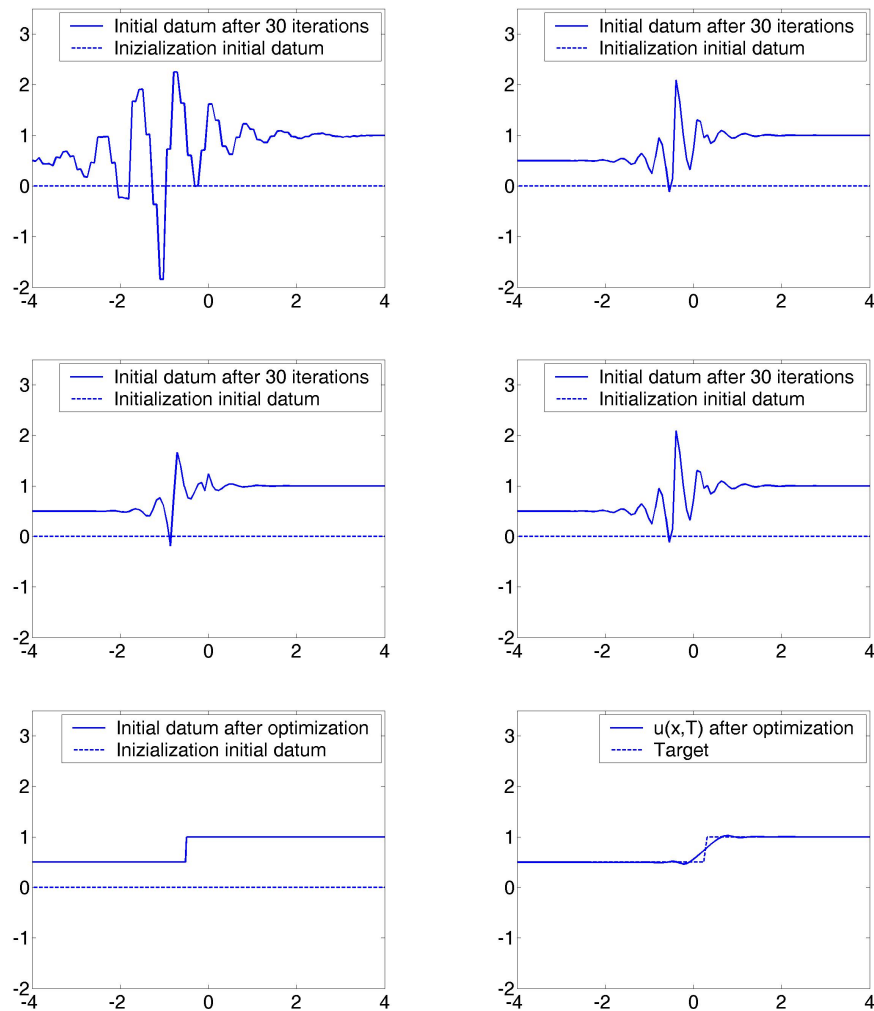 Initial datum after 30 iterations
Inizialization initial datum
3
2
1
0
-1
-2
-4 -2 0 2 4
Initial datum after 30 iterations
Initialization initial datum
3
2
1
0
-1
-2
-4 -2 0 2 4
Initial datum after 30 iterations
Initialization initial datum
3
2
1
0
-1
-2
-4 -2 0 2 4
Initial datum after 30 iterations
Initialization initial datum
3
2
1
0
-1
-2
-4 -2 0 2 4
Initial datum after optimization
Inizialization initial datum
3
2
1
0
-1
-2
-4 -2 0 2 4
u(x,T) after optimization
Target
3
2
1
0
-1
-2
-4 -2 0 2 4